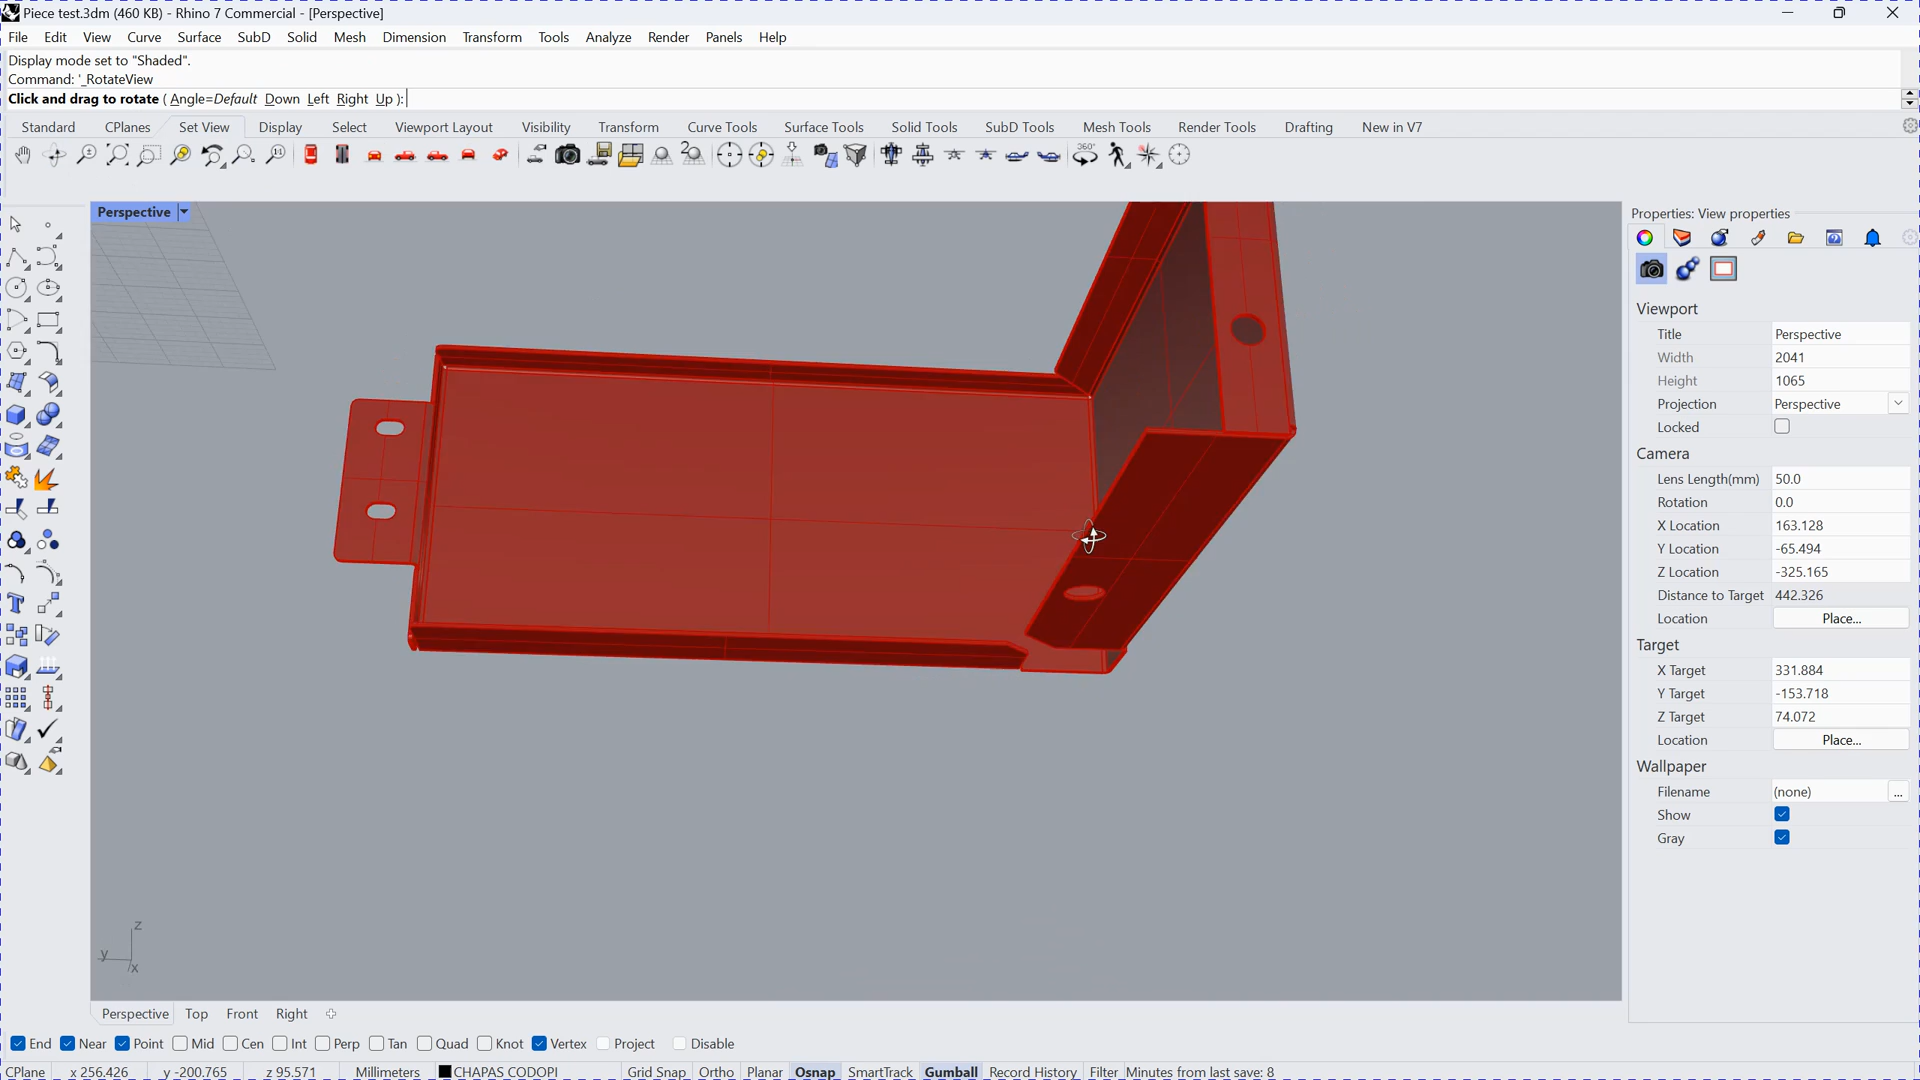 Piece test.3dm (460 KB) - Rhino 7 Commercial - [Perspective]
File Edit View Curve Surface SubD Solid Mesh Dimension Transform Tools Analyze Render Panels Help
Display mode set to "Shaded".
Command: '_RotateView
Click and drag to rotate ( Angle=Default Down Left Right Up ):
Standard CPlanes Set View Display Select Viewport Layout Visibility Transform Curve Tools Surface Tools Solid Tools SubD Tools Mesh Tools Render Tools Drafting New in V7
Perspective
Properties: View properties
Viewport
Title Perspective
Width 2041
Height 1065
Projection Perspective
Locked
Camera
Lens Length(mm) 50.0
Rotation 0.0
X Location 163.128
Y Location -65.494
Z Location -325.165
Distance to Target 442.326
Location Place...
Target
X Target 331.884
Y Target -153.718
Z Target 74.072
Location Place...
Wallpaper
Filename (none) ...
Show
Gray
z
y
x
Perspective Top Front Right
End Near Point Mid Cen Int Perp Tan Quad Knot Vertex Project Disable
CPlane x 256.426 y -200.765 z 95.571 Millimeters CHAPAS CODOPI Grid Snap Ortho Planar Osnap SmartTrack Gumball Record History Filter Minutes from last save: 8